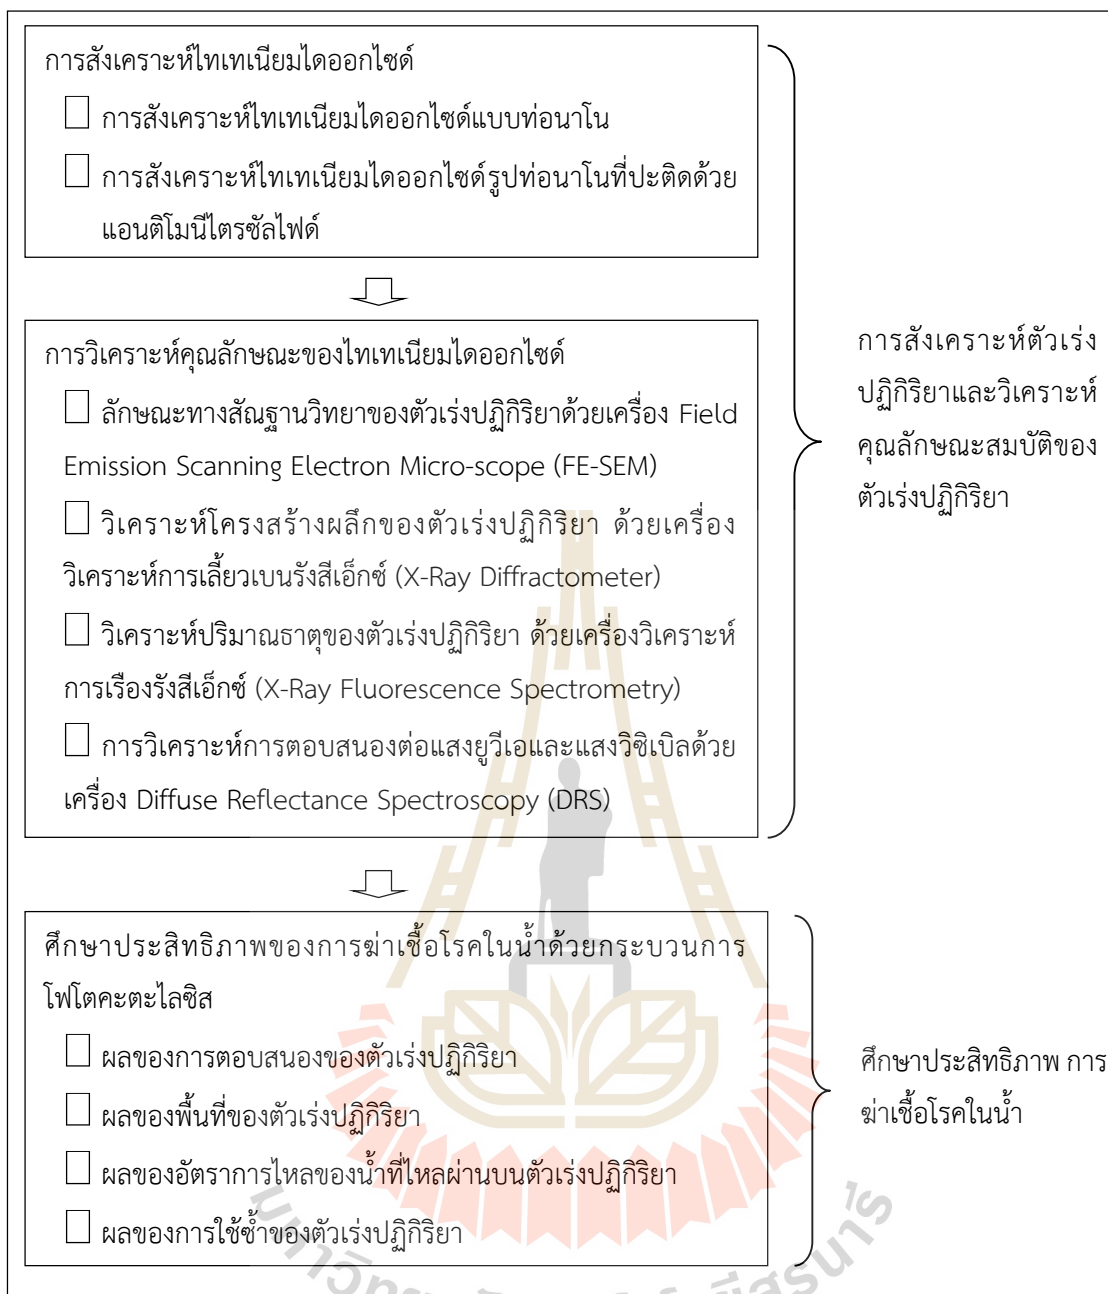 การสังเคราะห์ไทเทเนียมไดออกไซด์
การสังเคราะห์ไทเทเนียมไดออกไซด์แบบท่อนาโน
การสังเคราะห์ไทเทเนียมไดออกไซด์รูปท่อนาโนที่ปะติดด้วย
แอนติโมนีไตรซัลไฟด์
การวิเคราะห์คุณลักษณะของไทเทเนียมไดออกไซด์
ลักษณะทางสัณฐานวิทยาของตัวเร่งปฏิกิริยาด้วยเครื่อง Field
Emission Scanning Electron Micro-scope (FE-SEM)
วิเคราะห์โครงสร้างผลึกของตัวเร่งปฏิกิริยา ด้วยเครื่อง
วิเคราะห์การเลี้ยวเบนรังสีเอ็กซ์ (X-Ray Diffractometer)
วิเคราะห์ปริมาณธาตุของตัวเร่งปฏิกิริยา ด้วยเครื่องวิเคราะห์
การเรืองรังสีเอ็กซ์ (X-Ray Fluorescence Spectrometry)
การวิเคราะห์การตอบสนองต่อแสงยูวีเอและแสงวิซิเบิลด้วย
เครื่อง Diffuse Reflectance Spectroscopy (DRS)
การสังเคราะห์ตัวเร่ง
ปฏิกิริยาและวิเคราะห์
คุณลักษณะสมบัติของ
ตัวเร่งปฏิกิริยา
ศึกษาประสิทธิภาพของการฆ่าเชื้อโรคในน้ำด้วยกระบวนการ
โฟโตคะตะไลซิส
ผลของการตอบสนองของตัวเร่งปฏิกิริยา
ผลของพื้นที่ของตัวเร่งปฏิกิริยา
ผลของอัตราการไหลของน้ำที่ไหลผ่านบนตัวเร่งปฏิกิริยา
ผลของการใช้ซ้ำของตัวเร่งปฏิกิริยา
ศึกษาประสิทธิภาพ การ
ฆ่าเชื้อโรคในน้ำ